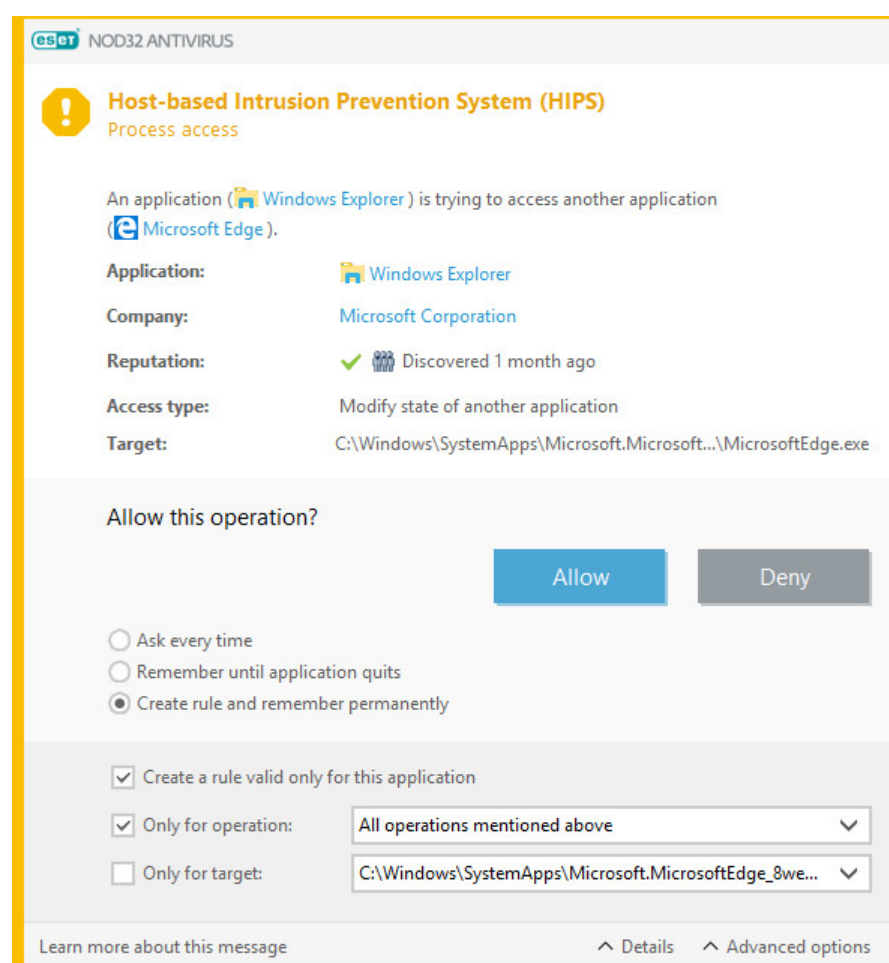 eset NOD32 ANTIVIRUS
Host-based Intrusion Prevention System (HIPS)
Process access
An application ( Windows Explorer ) is trying to access another application
( Microsoft Edge ).
Application: Windows Explorer
Company: Microsoft Corporation
Reputation: Discovered 1 month ago
Access type: Modify state of another application
Target: C:\Windows\SystemApps\Microsoft.Microsoft...\MicrosoftEdge.exe
Allow this operation?
Allow Deny
Ask every time
Remember until application quits
Create rule and remember permanently
Create a rule valid only for this application
Only for operation: All operations mentioned above
Only for target: C:\Windows\SystemApps\Microsoft.MicrosoftEdge_8we...
Learn more about this message Details Advanced options